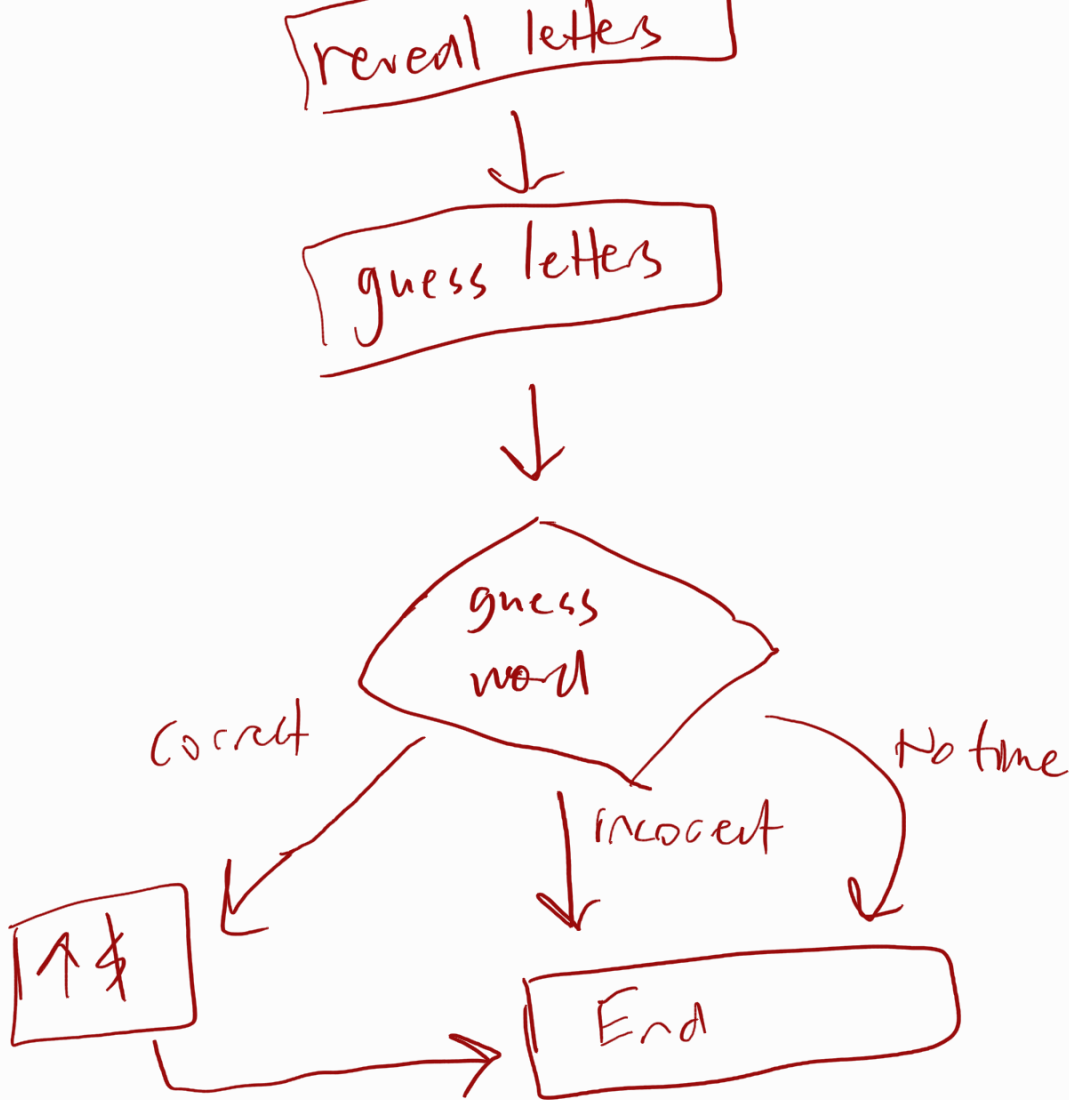 reveal letters
guess letters
guess
word
Correct
No time
incorrect
↑ $
End